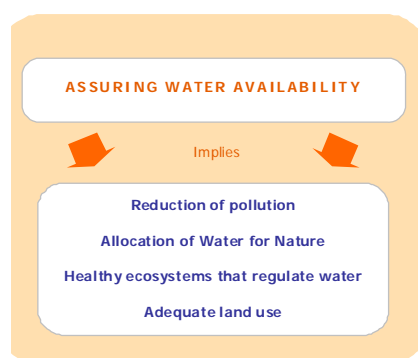 ASSURING WATER AVAILABILITY
Implies
Reduction of pollution
Allocation of Water for Nature
Healthy ecosystems that regulate water
Adequate land use